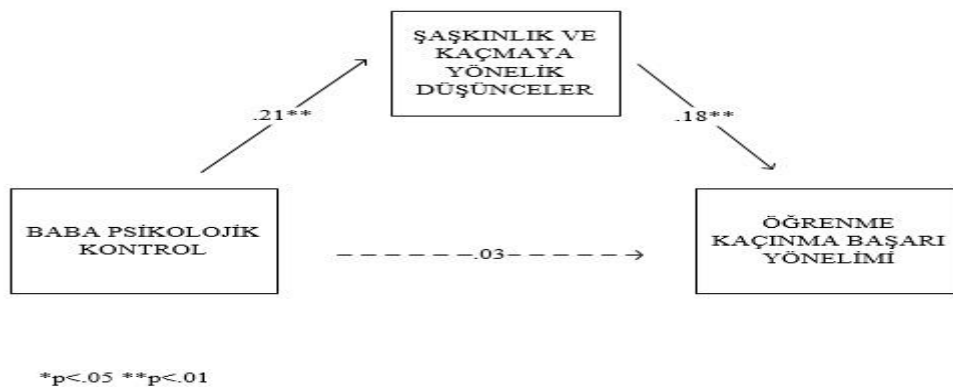 ŞAŞKINLIK VE
KAÇMAYA
YÖNELİK
DÜŞÜNCELER
.21**
.18**
BABA PSİKOLOJİK
KONTROL
.03
ÖĞRENME
KAÇINMA BAŞARI
YÖNELİMİ
*p<.05 **p<.01